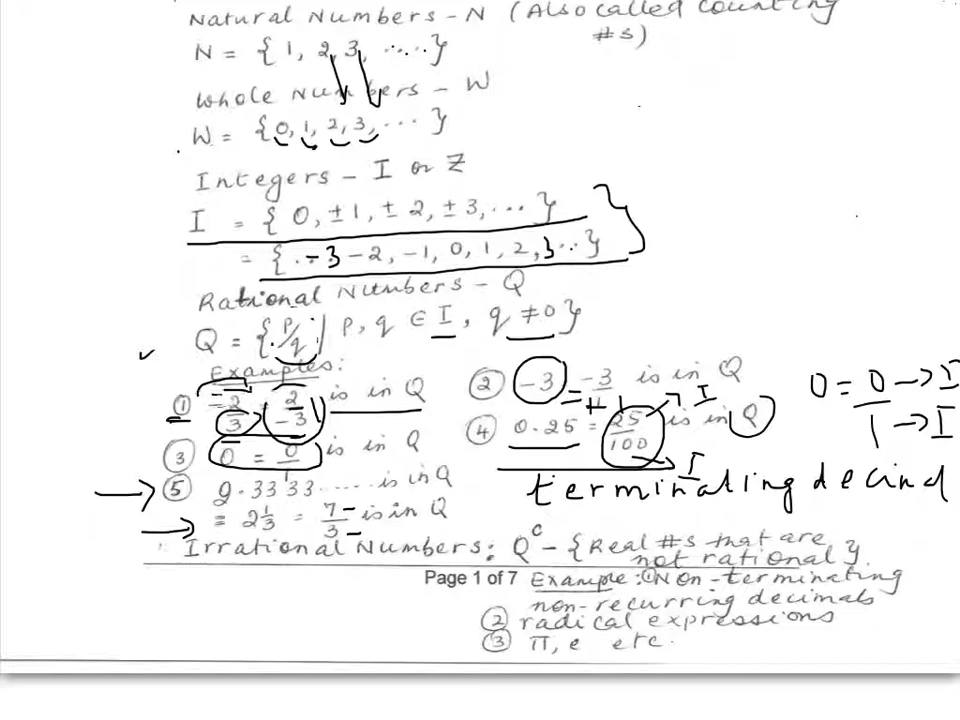 Natural Numbers - N (Also called counting #s)
N = { 1, 2, 3, ..... }
Whole Numbers - W
W = { 0, 1, 2, 3, ... }
Integers - I or Z
I = { 0, ±1, ± 2, ± 3, ... }
= { . -3 -2, -1, 0, 1, 2, 3 .. }
Rational Numbers - Q
Q = { p/q | p, q ∈ I, q ≠ 0 }
Examples:
① -2/3 = 2/-3 is in Q
② -3 = -3/+1 is in Q
0 = 0/1 → I → I
③ 0 = 0/1 is in Q
④ 0.25 = 25/100 is in Q
I
I
terminating decimal
⑤ 2.3333..... is in Q
= 2 1/3 = 7/3 - is in Q
Irrational Numbers: Qᶜ - { Real #s that are not rational }.
Page 1 of 7
Example: ① Non-terminating
non-recurring decimals
② radical expressions
③ π, e etc.